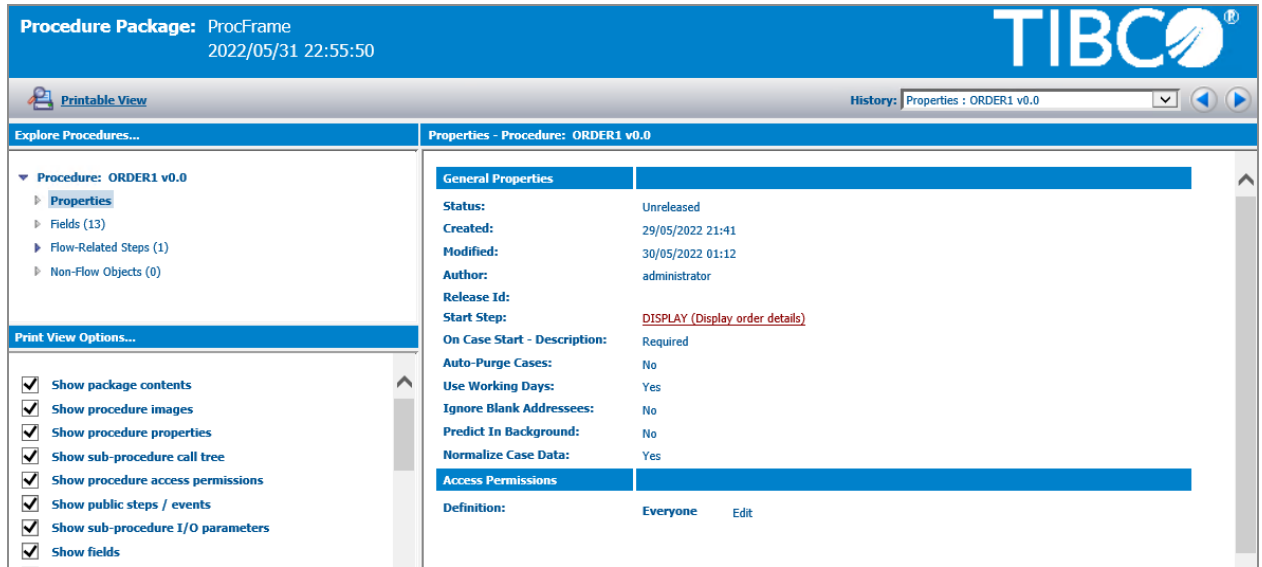 Procedure Package: ProcFrame
2022/05/31 22:55:50
TIBCO®
Printable View
History: Properties : ORDER1 v0.0
Explore Procedures...
Procedure: ORDER1 v0.0
Properties
Fields (13)
Flow-Related Steps (1)
Non-Flow Objects (0)
Print View Options...
Show package contents
Show procedure images
Show procedure properties
Show sub-procedure call tree
Show procedure access permissions
Show public steps / events
Show sub-procedure I/O parameters
Show fields
Properties - Procedure: ORDER1 v0.0
General Properties
Status: Unreleased
Created: 29/05/2022 21:41
Modified: 30/05/2022 01:12
Author: administrator
Release Id:
Start Step: DISPLAY (Display order details)
On Case Start - Description: Required
Auto-Purge Cases: No
Use Working Days: Yes
Ignore Blank Addressees: No
Predict In Background: No
Normalize Case Data: Yes
Access Permissions
Definition: Everyone Edit